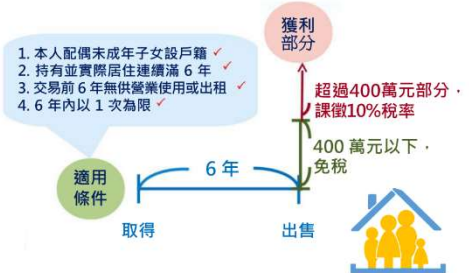 獲利
部分
1. 本人配偶未成年子女設戶籍 ✓
2. 持有並實際居住連續滿 6 年 ✓
3. 交易前 6 年無供營業使用或出租 ✓
4. 6 年內以 1 次為限 ✓
超過400萬元部分，
課徵10%稅率
400 萬元以下，
免稅
適用
條件
6 年
取得
出售